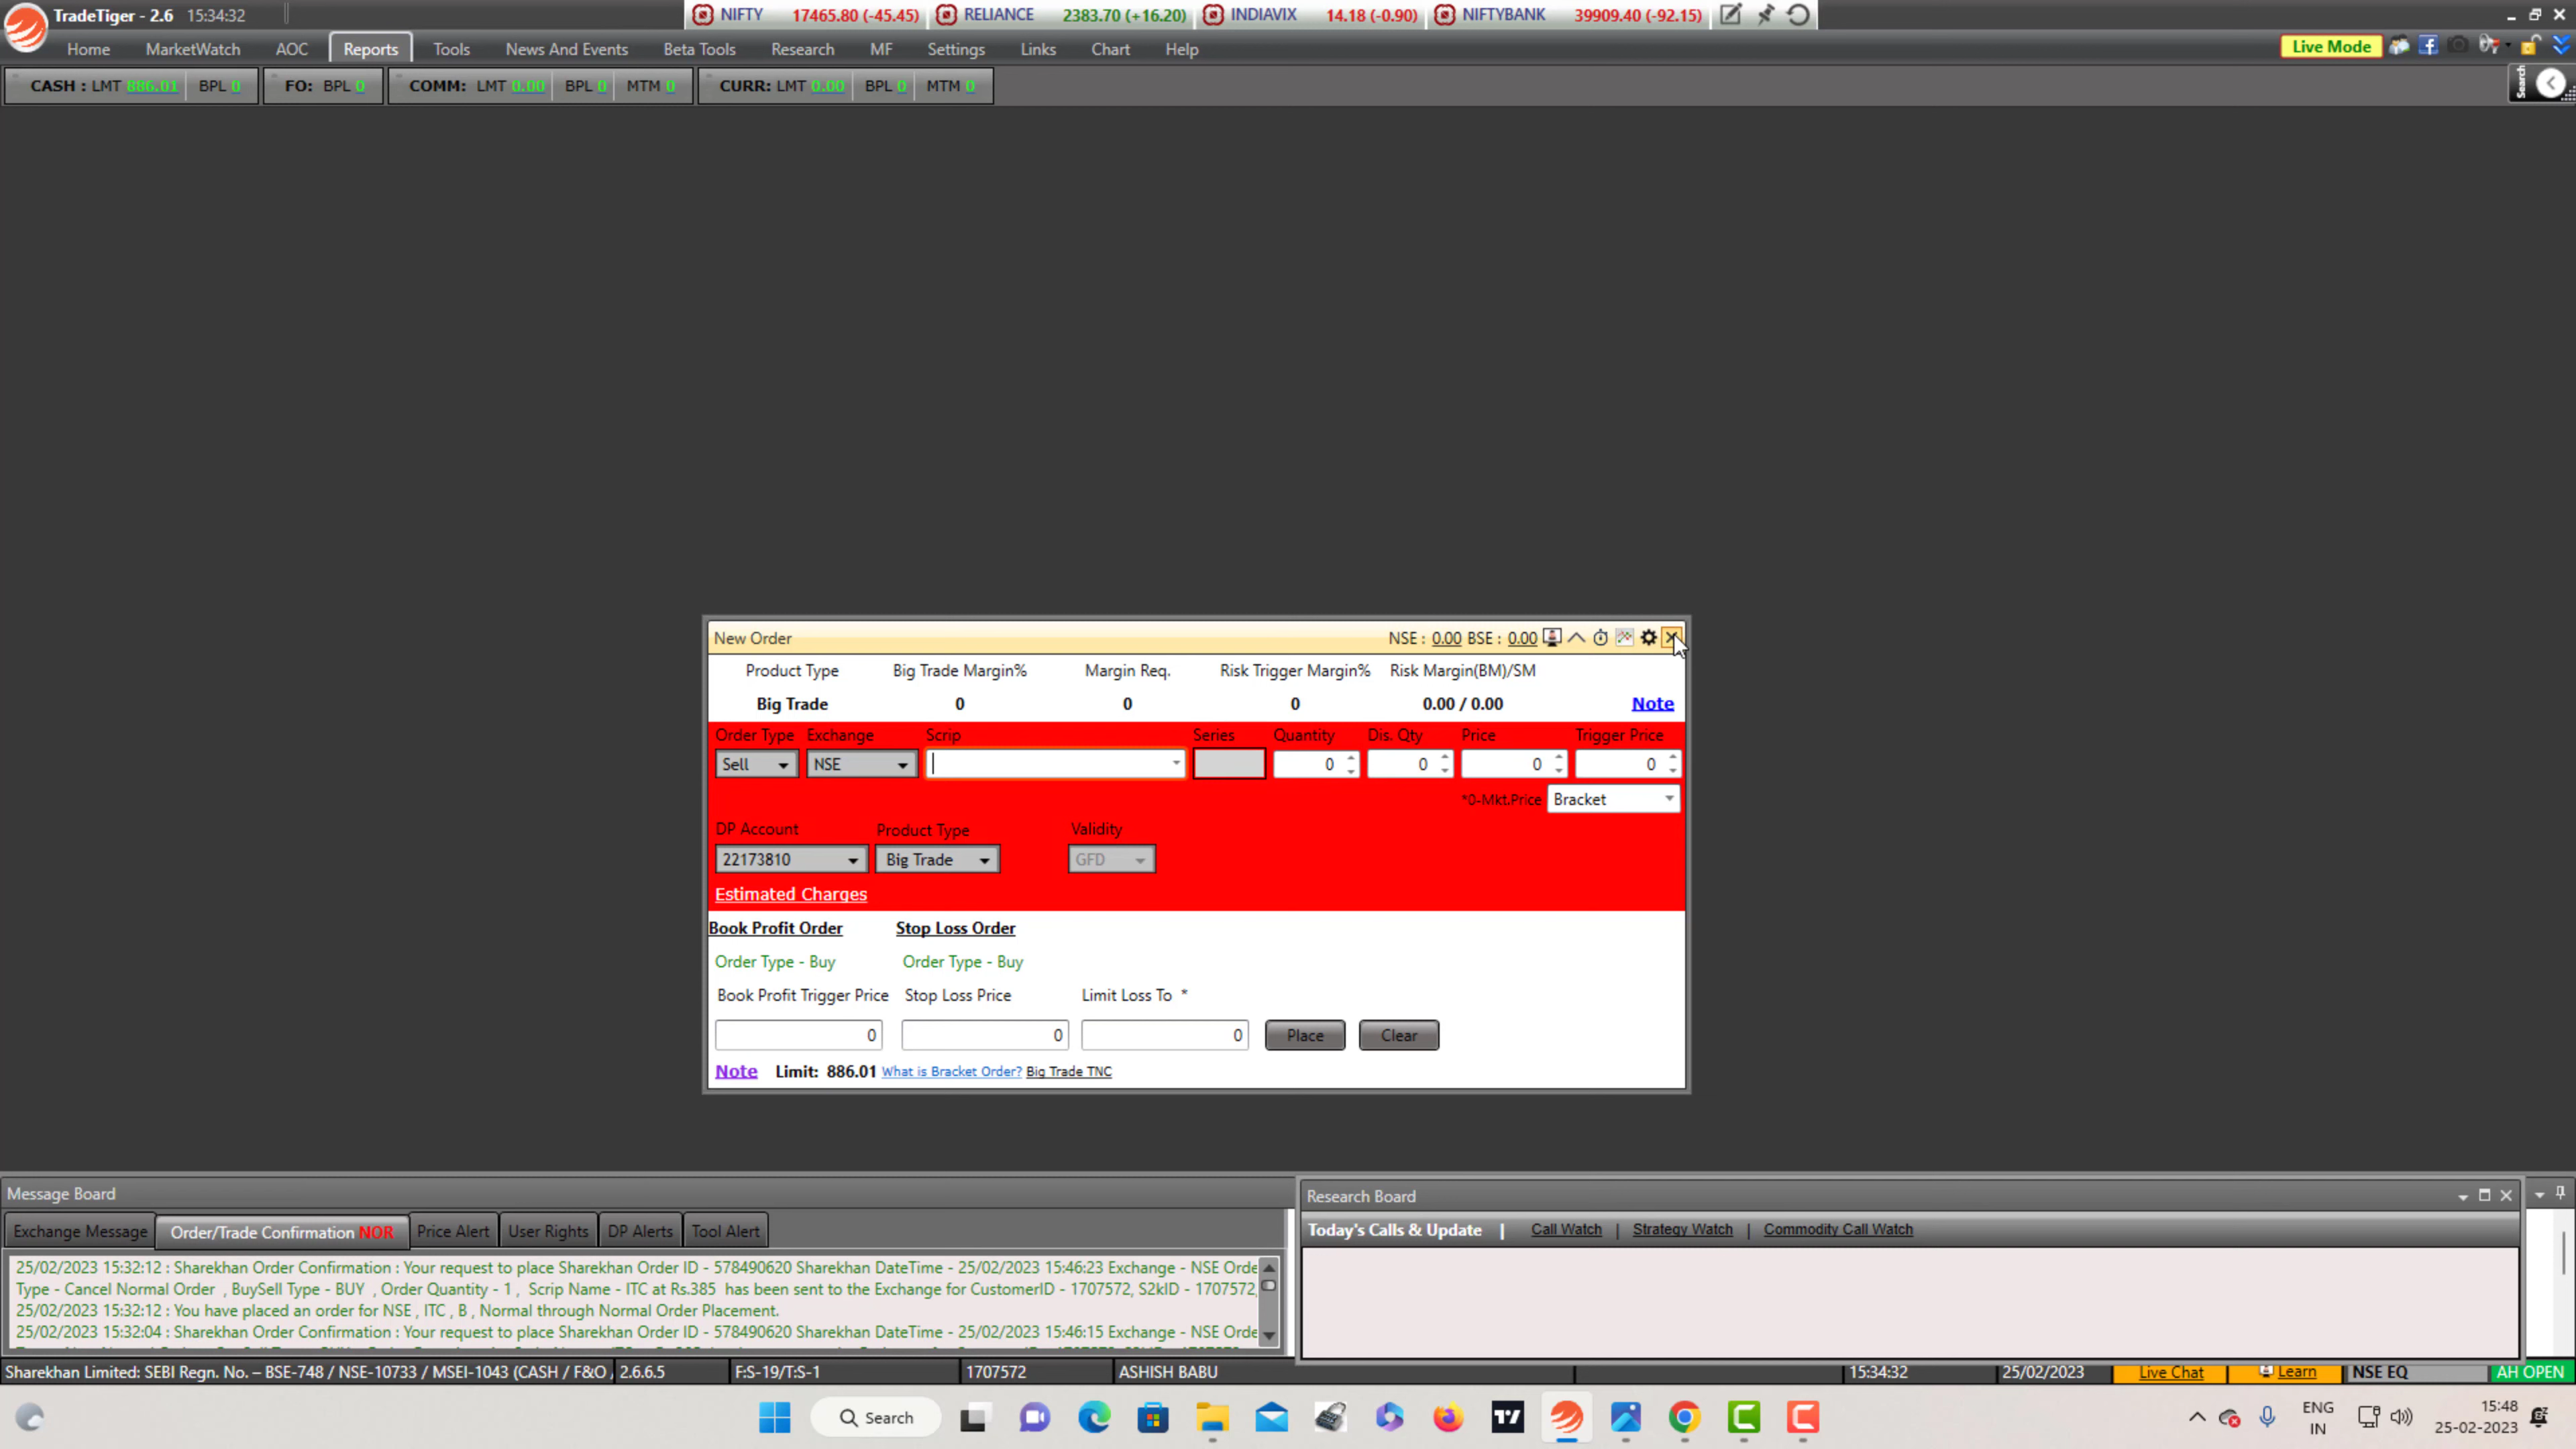 TradeTiger - 2.6 15:34:32
NIFTY 17465.80 (-45.45) RELIANCE 2383.70 (+16.20) INDIAVIX 14.18 (-0.90) NIFTYBANK 39909.40 (-92.15)
Home MarketWatch AOC Reports Tools News And Events Beta Tools Research MF Settings Links Chart Help Live Mode
CASH : LMT 886.01 BPL 0 FO: BPL 0 COMM: LMT 0.00 BPL 0 MTM 0 CURR: LMT 0.00 BPL 0 MTM 0 Search
New Order NSE : 0.00 BSE : 0.00
Product Type Big Trade Margin% Margin Req. Risk Trigger Margin% Risk Margin(BM)/SM
Big Trade 0 0 0 0.00 / 0.00 Note
Order Type Exchange Scrip Series Quantity Dis. Qty Price Trigger Price
Sell NSE 0 0 0 0
*0-Mkt.Price Bracket
DP Account Product Type Validity
22173810 Big Trade GFD
Estimated Charges
Book Profit Order Stop Loss Order
Order Type - Buy Order Type - Buy
Book Profit Trigger Price Stop Loss Price Limit Loss To *
0 0 0 Place Clear
Note Limit: 886.01 What is Bracket Order? Big Trade TNC
Message Board
Exchange Message Order/Trade Confirmation NOR Price Alert User Rights DP Alerts Tool Alert
25/02/2023 15:32:12 : Sharekhan Order Confirmation : Your request to place Sharekhan Order ID - 578490620 Sharekhan DateTime - 25/02/2023 15:46:23 Exchange - NSE Orde
Type - Cancel Normal Order , BuySell Type - BUY , Order Quantity - 1 , Scrip Name - ITC at Rs.385 has been sent to the Exchange for CustomerID - 1707572, S2kID - 1707572,
25/02/2023 15:32:12 : You have placed an order for NSE , ITC , B , Normal through Normal Order Placement.
25/02/2023 15:32:04 : Sharekhan Order Confirmation : Your request to place Sharekhan Order ID - 578490620 Sharekhan DateTime - 25/02/2023 15:46:15 Exchange - NSE Orde
Research Board
Today's Calls & Update | Call Watch | Strategy Watch | Commodity Call Watch
Sharekhan Limited: SEBI Regn. No. – BSE-748 / NSE-10733 / MSEI-1043 (CASH / F&O 2.6.6.5 F:S-19/T:S-1 1707572 ASHISH BABU 15:34:32 25/02/2023 Live Chat Learn NSE EQ AH OPEN
Search ENG 15:48
IN 25-02-2023